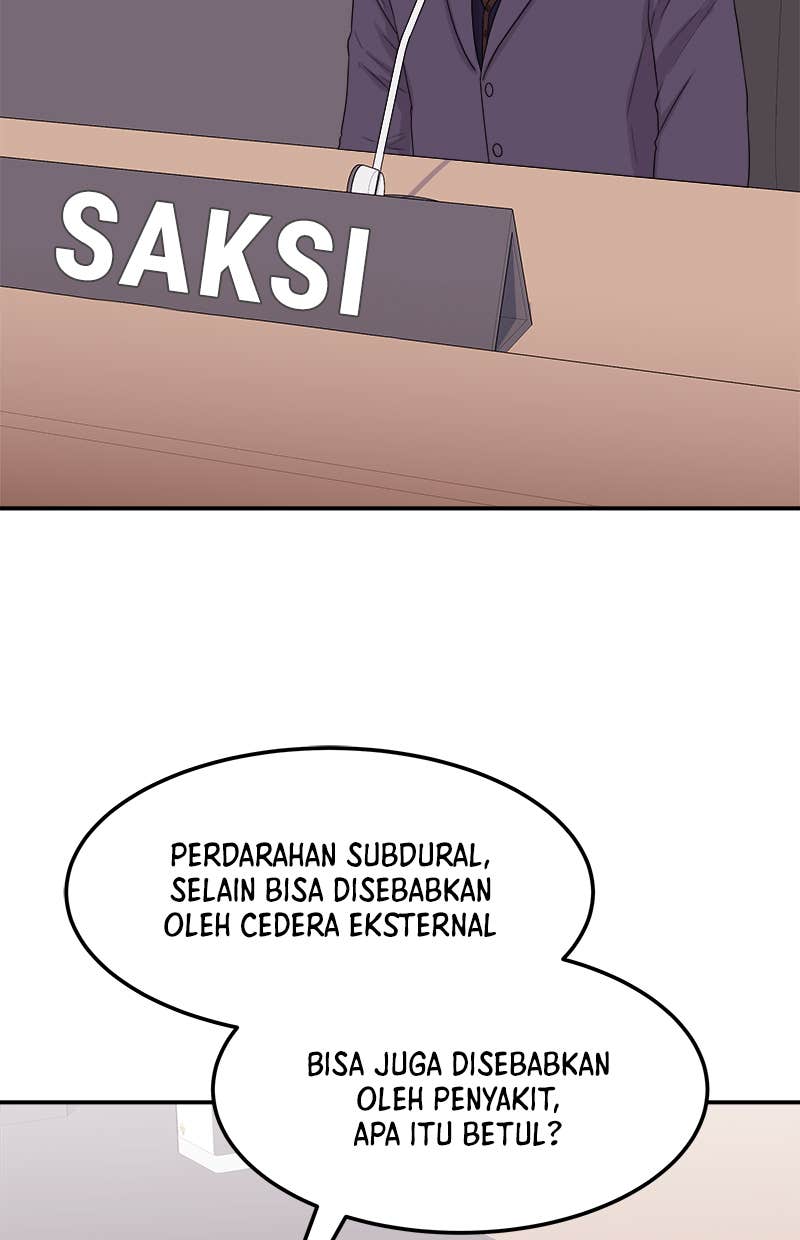 SAKSI
PERDARAHAN SUBDURAL,
SELAIN BISA DISEBABKAN
OLEH CEDERA EKSTERNAL
BISA JUGA DISEBABKAN
OLEH PENYAKIT,
APA ITU BETUL?